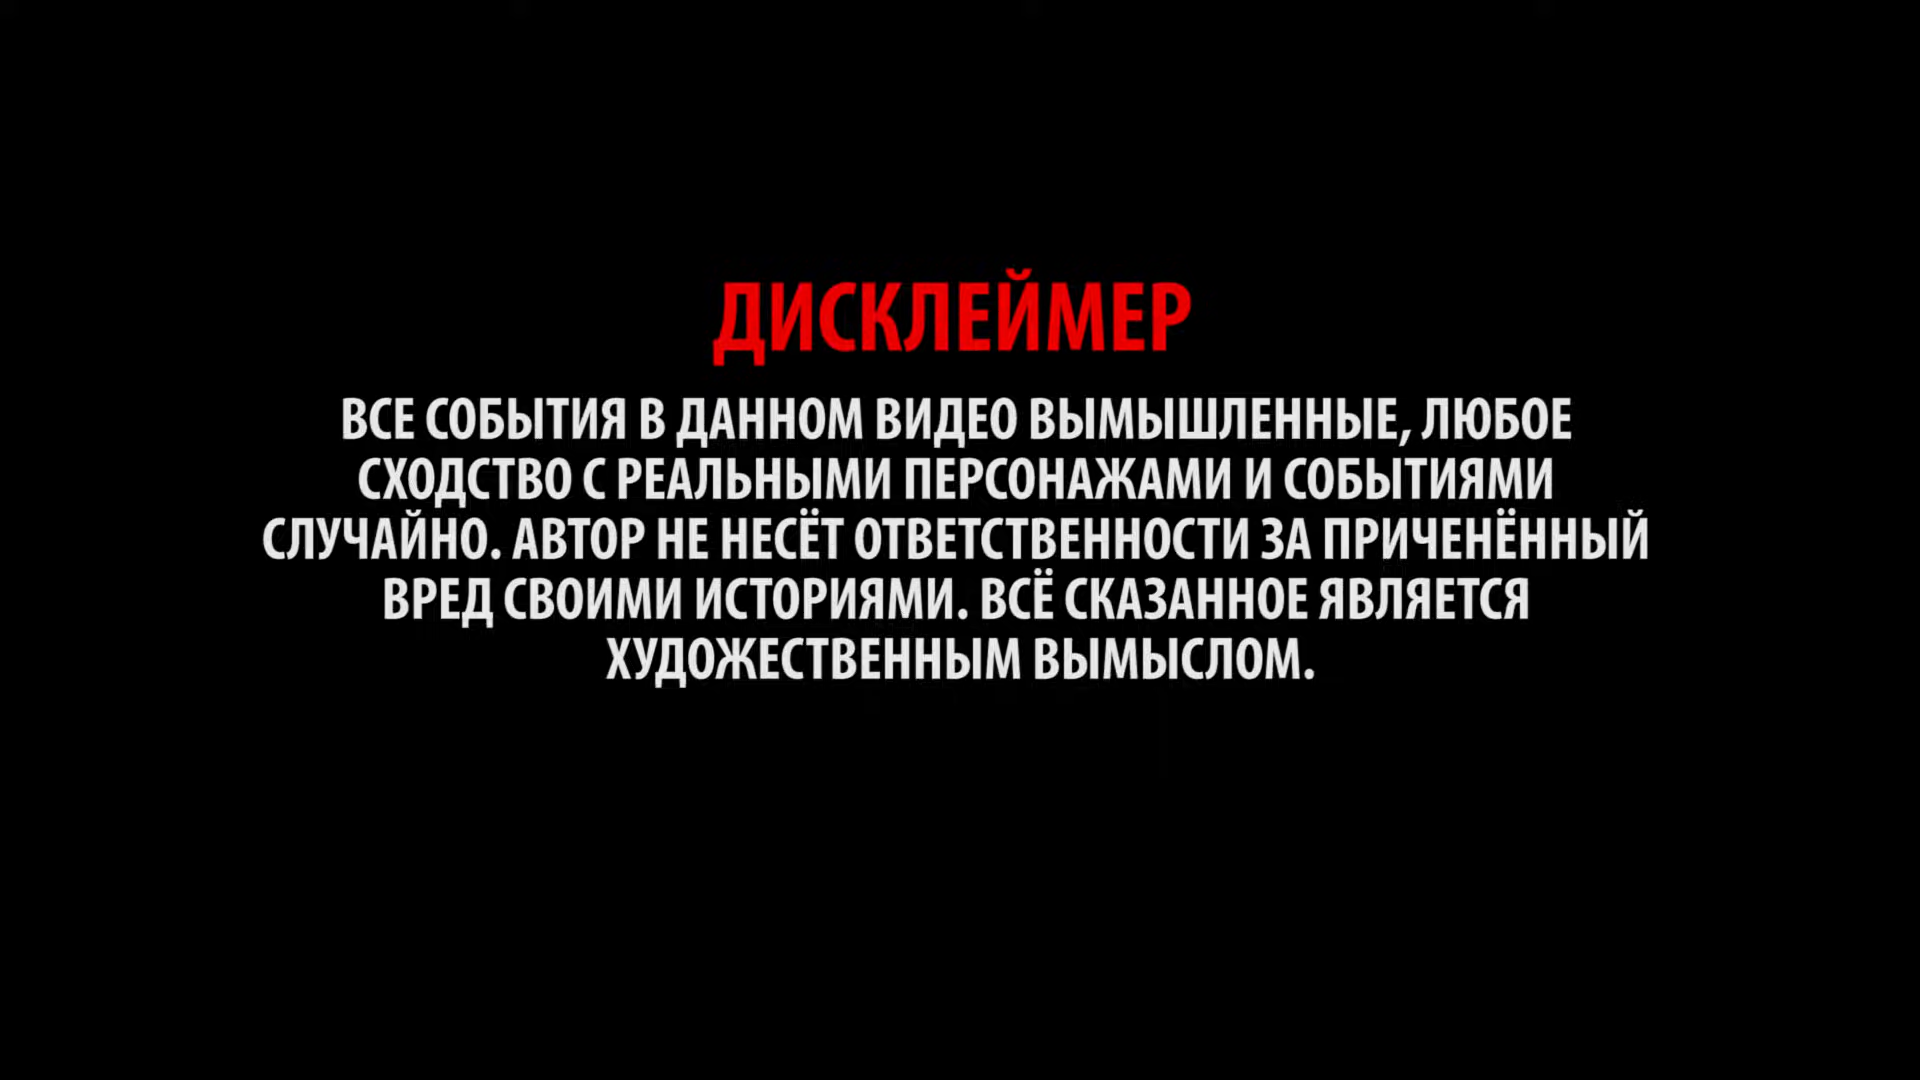 ДИСКЛЕЙМЕР
ВСЕ СОБЫТИЯ В ДАННОМ ВИДЕО ВЫМЫШЛЕННЫЕ, ЛЮБОЕ
СХОДСТВО С РЕАЛЬНЫМИ ПЕРСОНАЖАМИ И СОБЫТИЯМИ
СЛУЧАЙНО. АВТОР НЕ НЕСЁТ ОТВЕТСТВЕННОСТИ ЗА ПРИЧЕНЁННЫЙ
ВРЕД СВОИМИ ИСТОРИЯМИ. ВСЁ СКАЗАННОЕ ЯВЛЯЕТСЯ
ХУДОЖЕСТВЕННЫМ ВЫМЫСЛОМ.